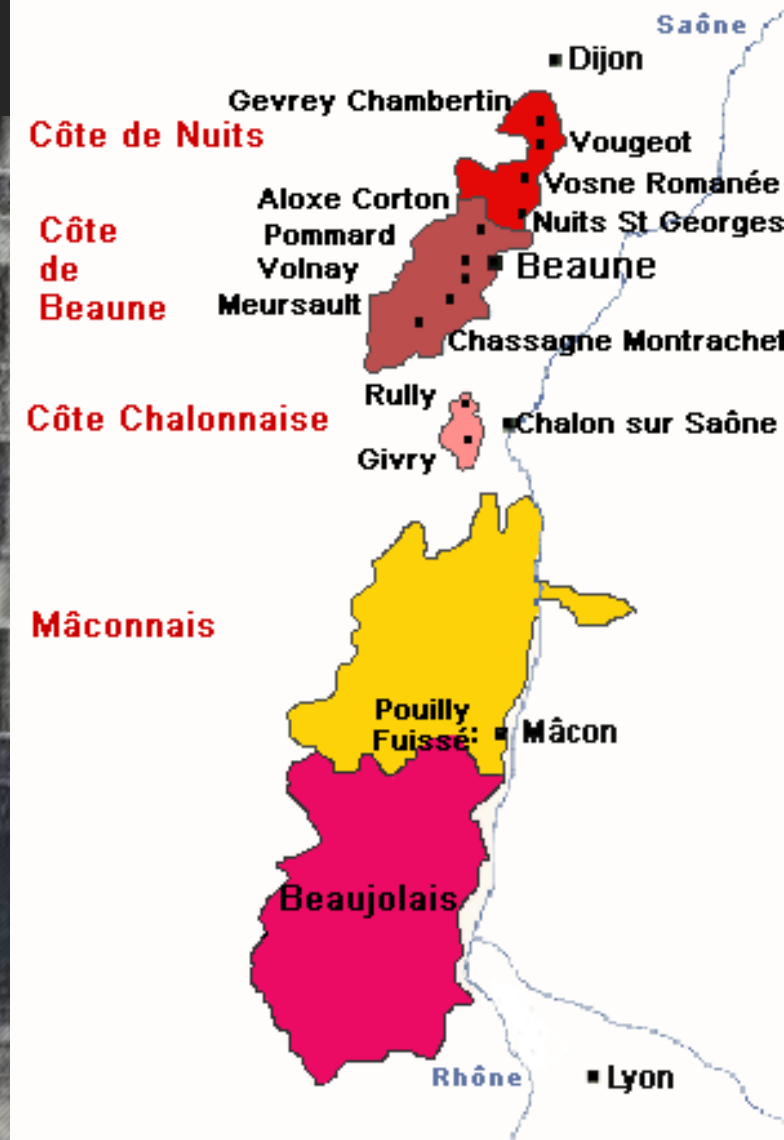 Saône
Dijon
Gevrey Chambertin
Côte de Nuits
Vougeot
Vosne Romanée
Aloxe Corton
Nuits St Georges
Côte
de
Beaune
Pommard
Volnay
Beaune
Meursault
Chassagne Montrachet
Rully
Côte Chalonnaise
Chalon sur Saône
Givry
Mâconnais
Pouilly
Fuissé
Mâcon
Beaujolais
Rhône
Lyon